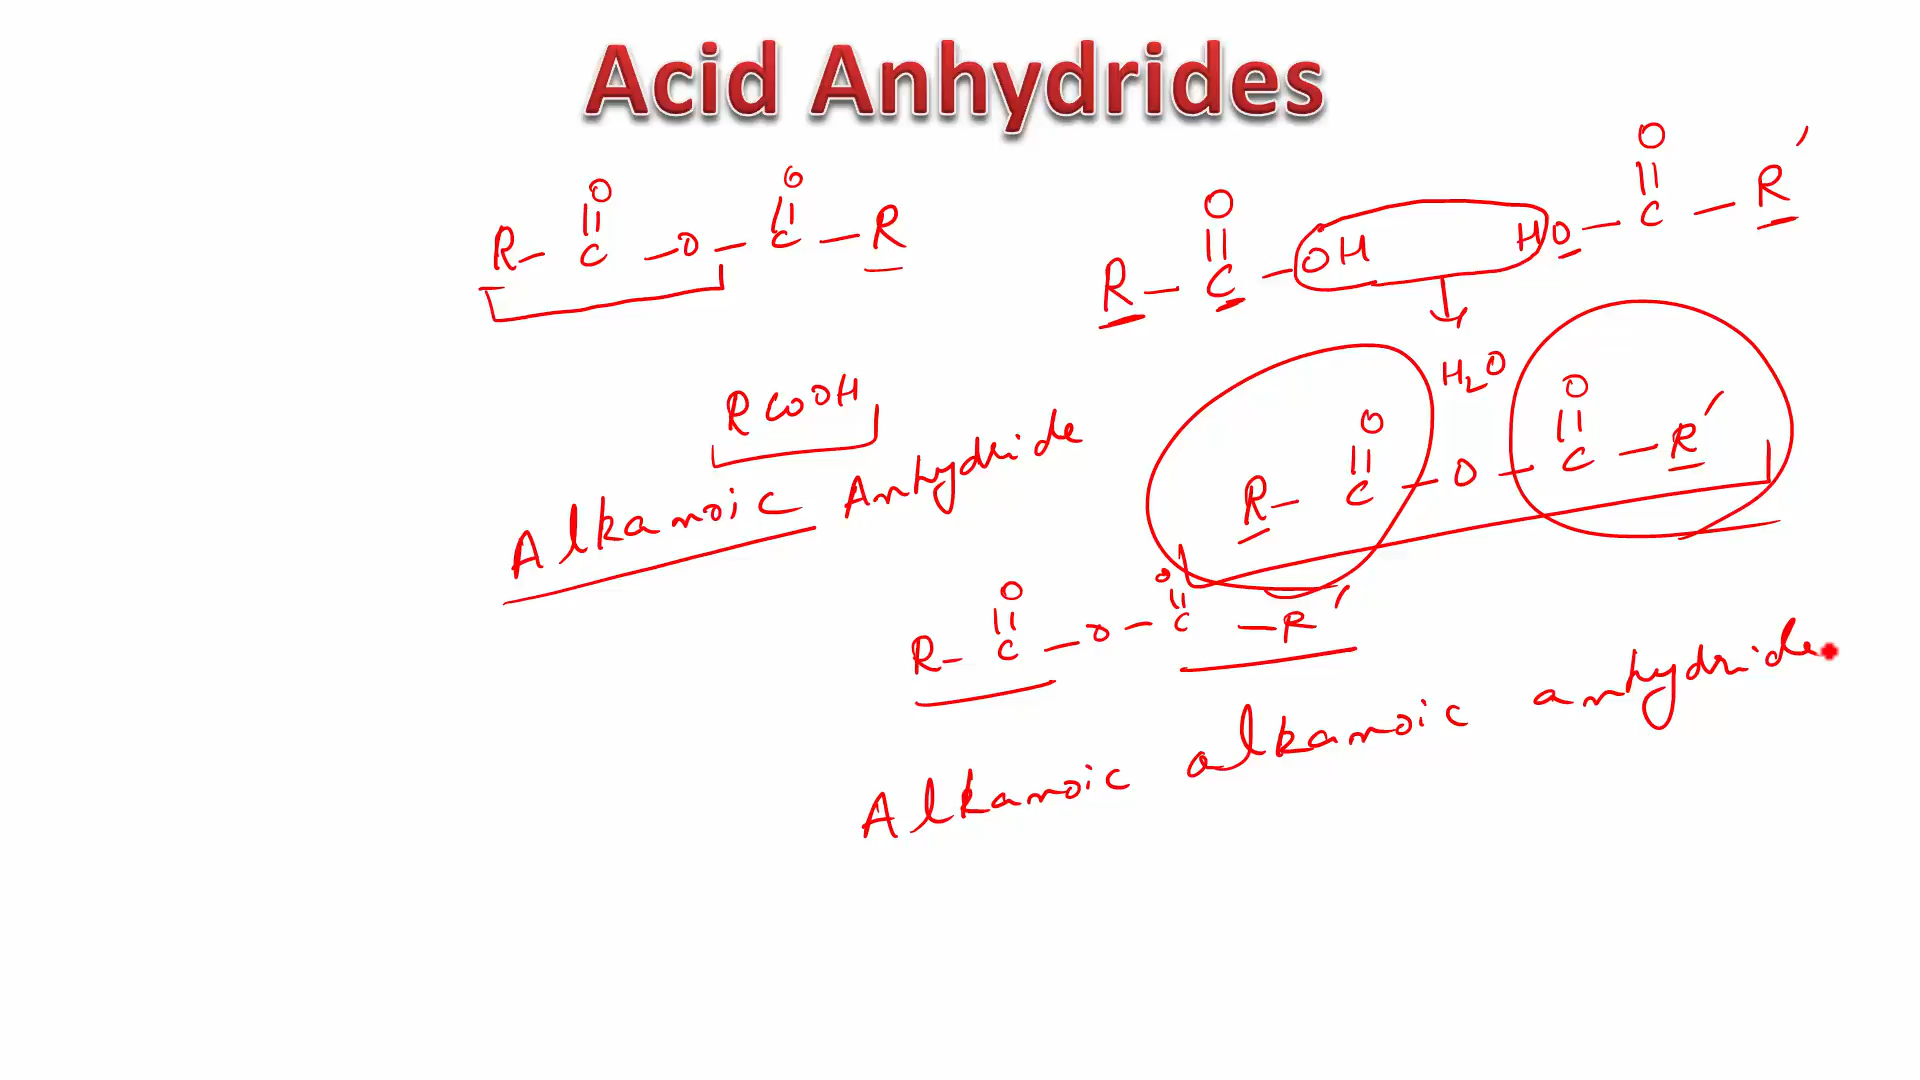 Acid Anhydrides
O O
R - C - O - C - R
O O
R - C - OH HO - C - R′
H₂O
RCOOH
Alkanoic Anhydride
O O
R - C - O - C - R′
O O
R - C - O - C - R′
Alkanoic alkanoic anhydride